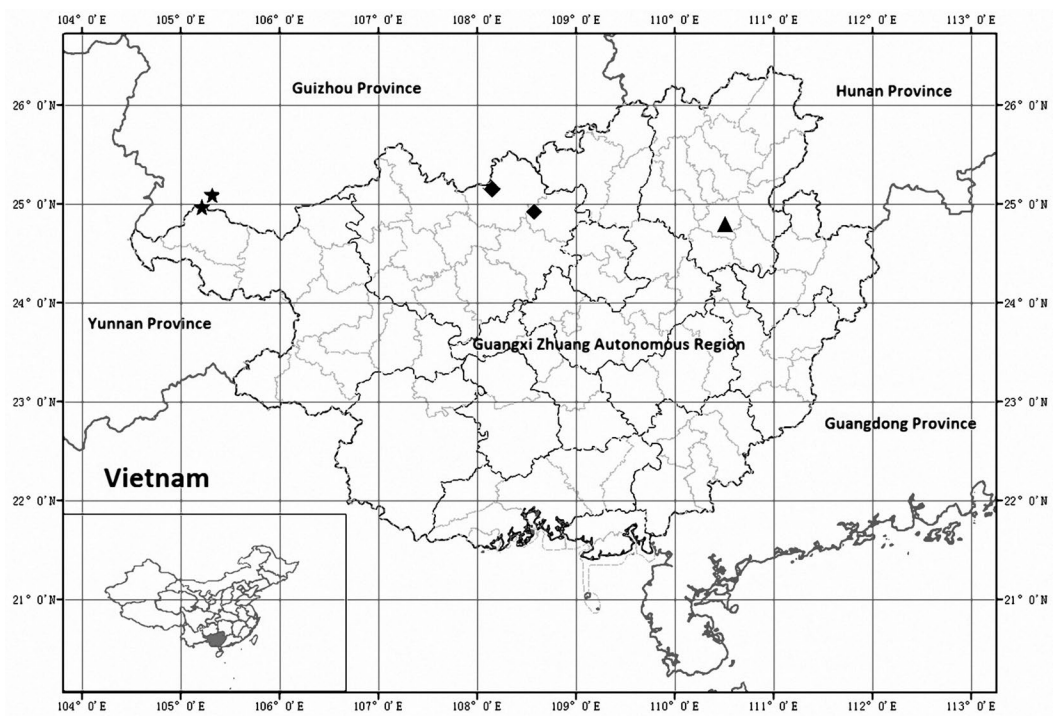 104° 0'E 105° 0'E 106° 0'E 107° 0'E 108° 0'E 109° 0'E 110° 0'E 111° 0'E 112° 0'E 113° 0'E
Guizhou Province
Hunan Province
26° 0'N 26° 0'N
25° 0'N 25° 0'N
24° 0'N 24° 0'N
Yunnan Province
Guangxi Zhuang Autonomous Region
23° 0'N 23° 0'N
Guangdong Province
Vietnam
22° 0'N 22° 0'N
21° 0'N 21° 0'N
104° 0'E 105° 0'E 106° 0'E 107° 0'E 108° 0'E 109° 0'E 110° 0'E 111° 0'E 112° 0'E 113° 0'E